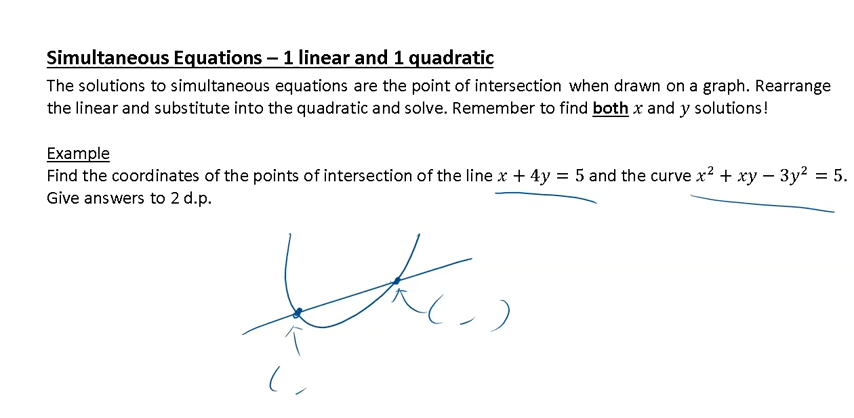 Simultaneous Equations – 1 linear and 1 quadratic
The solutions to simultaneous equations are the point of intersection when drawn on a graph. Rearrange
the linear and substitute into the quadratic and solve. Remember to find both x and y solutions!
Example
Find the coordinates of the points of intersection of the line x + 4y = 5 and the curve x² + xy − 3y² = 5.
Give answers to 2 d.p.
( , )
( ,